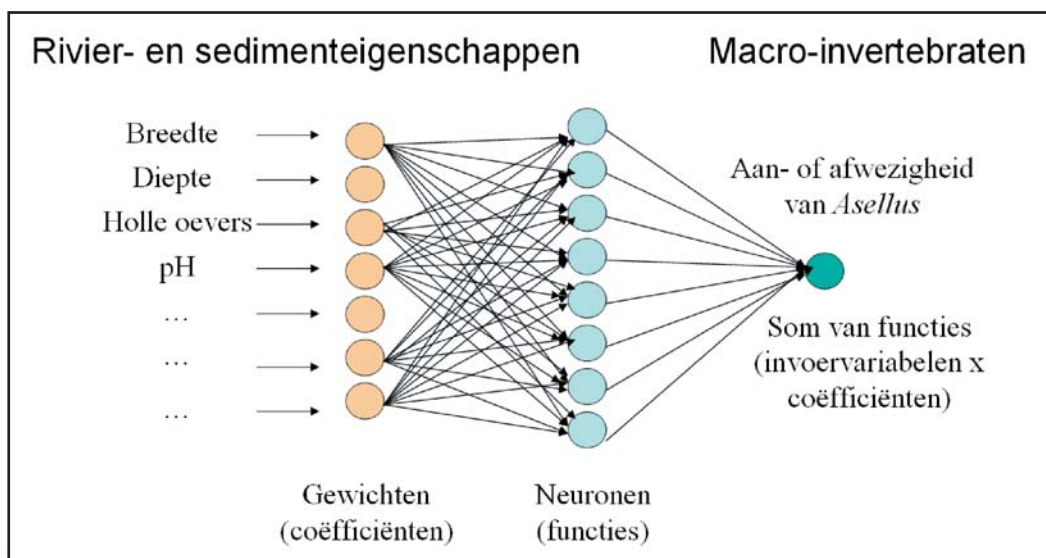 Rivier- en sedimenteigenschappen
Macro-invertebraten
Breedte
Diepte
Holle oevers
pH
…
…
…
Aan- of afwezigheid
van Asellus
Som van functies
(invoervariabelen x
coëfficiënten)
Gewichten
(coëfficiënten)
Neuronen
(functies)